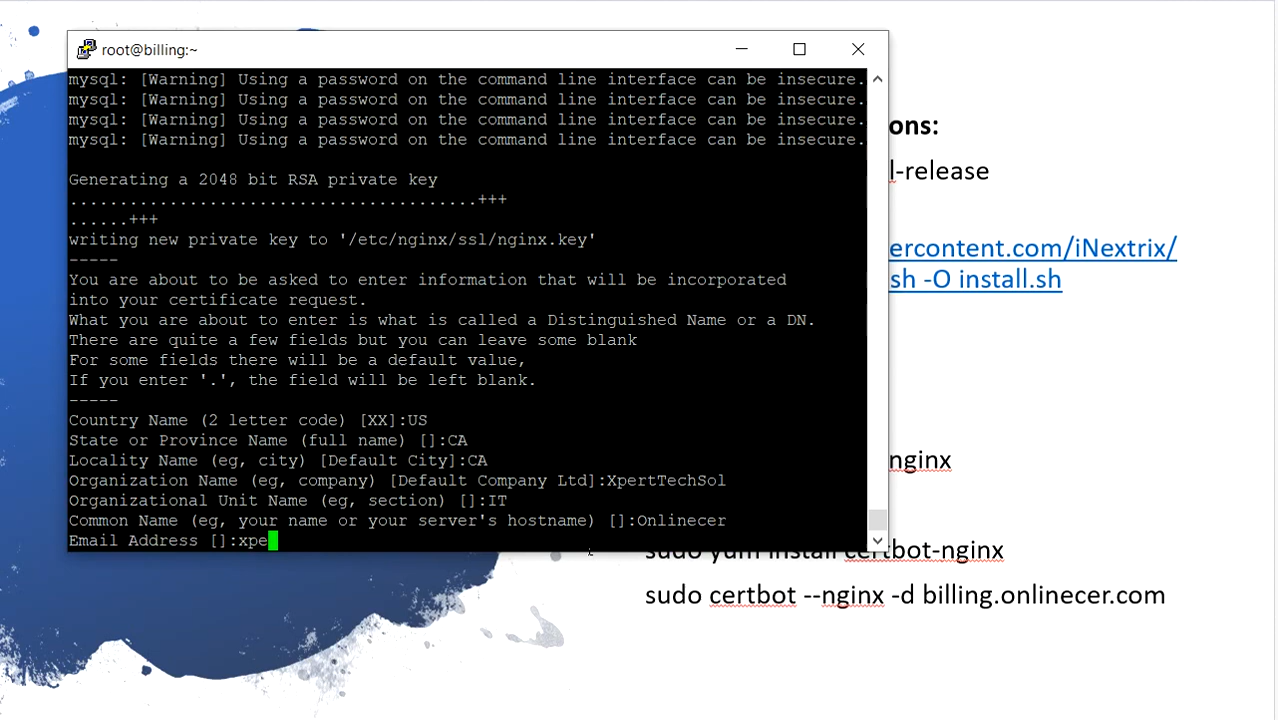 root@billing:~
mysql: [Warning] Using a password on the command line interface can be insecure.
mysql: [Warning] Using a password on the command line interface can be insecure.
mysql: [Warning] Using a password on the command line interface can be insecure.
mysql: [Warning] Using a password on the command line interface can be insecure.
Generating a 2048 bit RSA private key
.........................................+++
......+++
writing new private key to '/etc/nginx/ssl/nginx.key'
-----
You are about to be asked to enter information that will be incorporated
into your certificate request.
What you are about to enter is what is called a Distinguished Name or a DN.
There are quite a few fields but you can leave some blank
For some fields there will be a default value,
If you enter '.', the field will be left blank.
-----
Country Name (2 letter code) [XX]:US
State or Province Name (full name) []:CA
Locality Name (eg, city) [Default City]:CA
Organization Name (eg, company) [Default Company Ltd]:XpertTechSol
Organizational Unit Name (eg, section) []:IT
Common Name (eg, your name or your server's hostname) []:Onlinecer
Email Address []:xpe
ons:
l-release
ercontent.com/iNextrix/
sh -O install.sh
nginx
sudo yum install certbot-nginx
sudo certbot --nginx -d billing.onlinecer.com